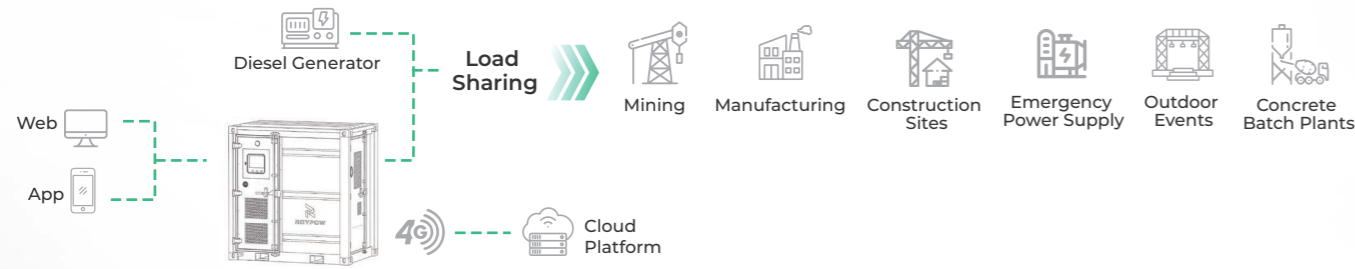 Diesel Generator
Load
Sharing
Mining
Manufacturing
Construction
Sites
Emergency
Power Supply
Outdoor
Events
Concrete
Batch Plants
Web
App
ROYPOW
4G
Cloud
Platform